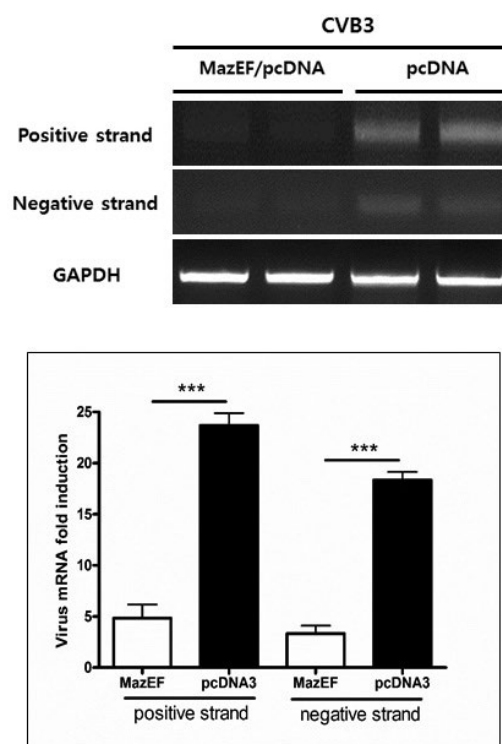 CVB3
MazEF/pcDNA pcDNA
Positive strand
Negative strand
GAPDH
Virus mRNA fold induction
25
20
15
10
5
0
***
***
MazEF pcDNA3 MazEF pcDNA3
positive strand negative strand